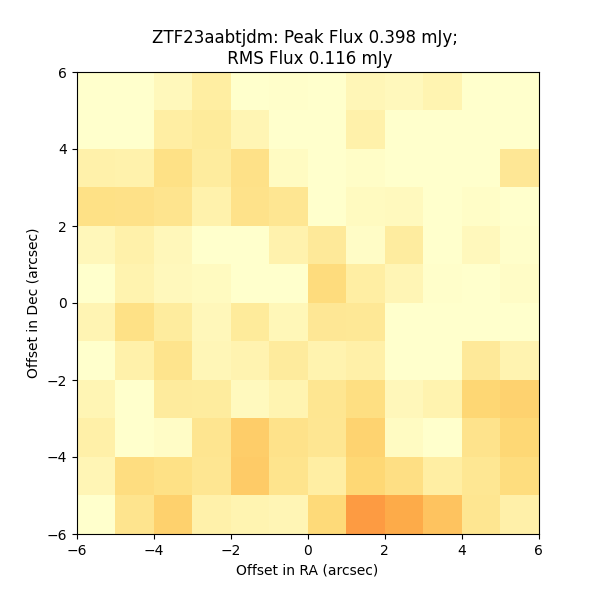 ZTF23aabtjdm: Peak Flux 0.398 mJy;
RMS Flux 0.116 mJy
6
4
2
0
−2
−4
−6
Offset in Dec (arcsec)
−6 −4 −2 0 2 4 6
Offset in RA (arcsec)